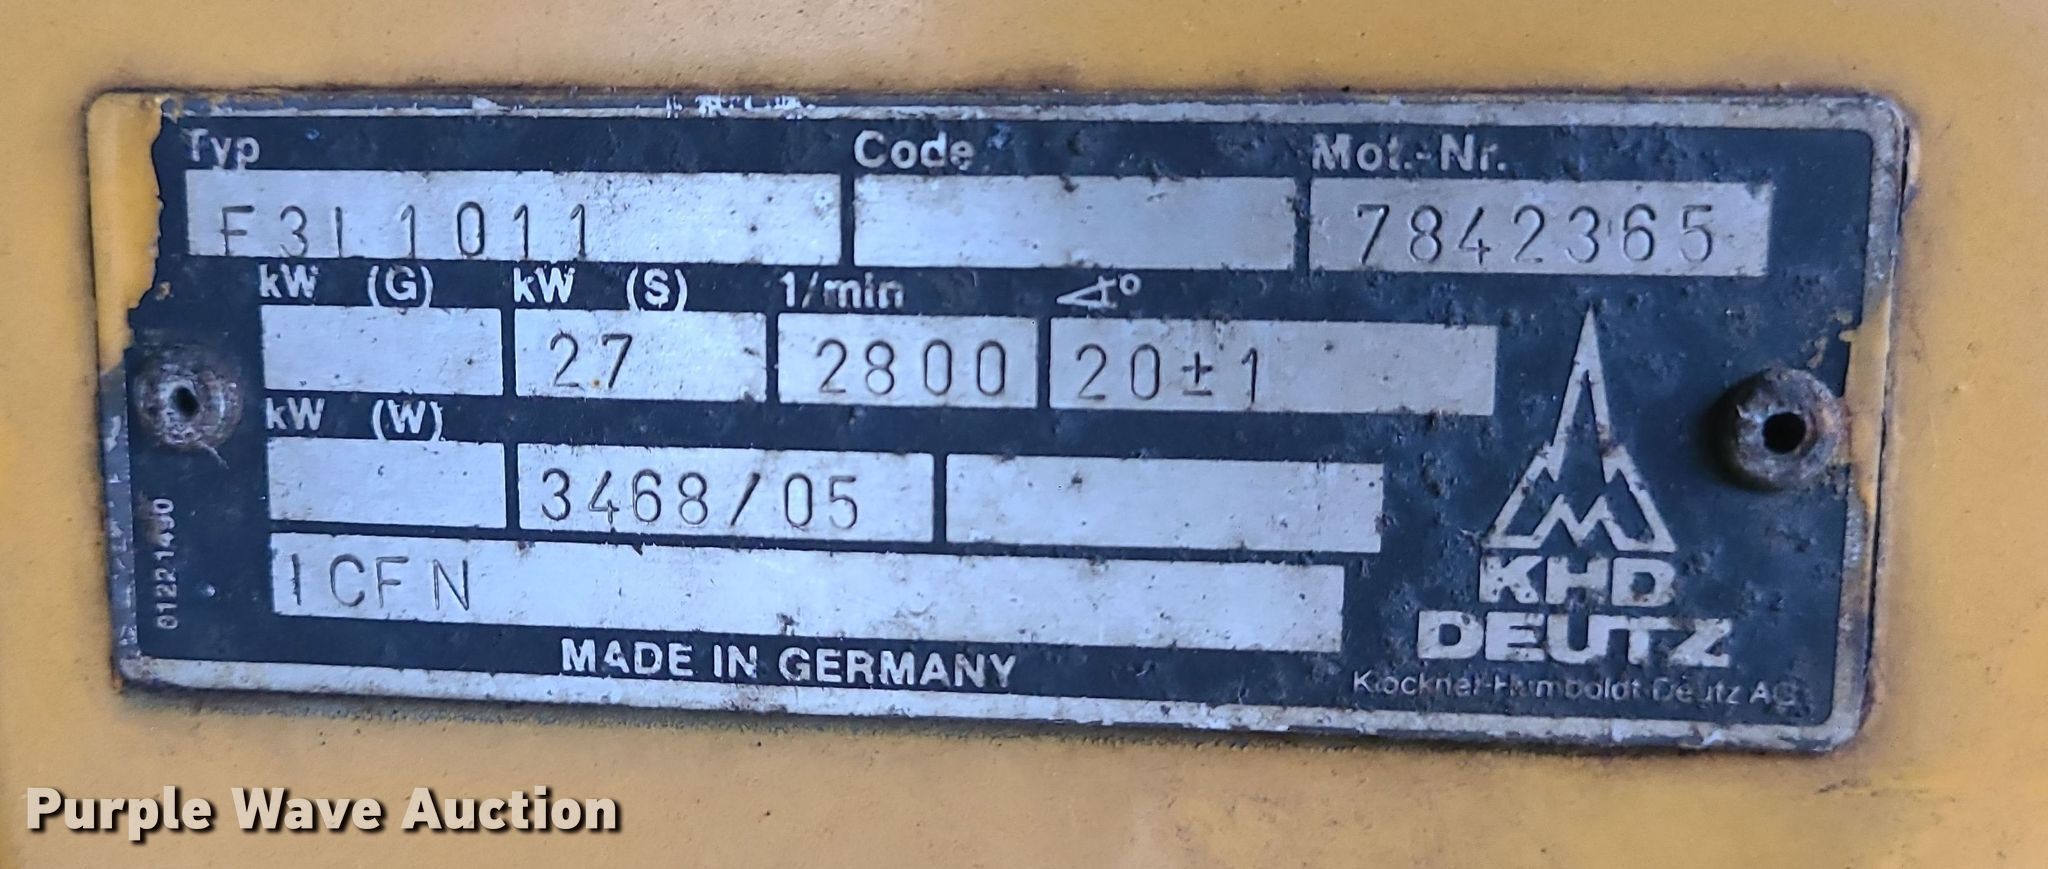 Typ Code Mot.-Nr.
F3L1011 7842365
kW (G) kW (S) 1/min ∢°
27 2800 20±1
kW (W)
3468/05
ICFN
MADE IN GERMANY
KHD
DEUTZ
Klöckner-Humboldt-Deutz AG
01221490
Purple Wave Auction